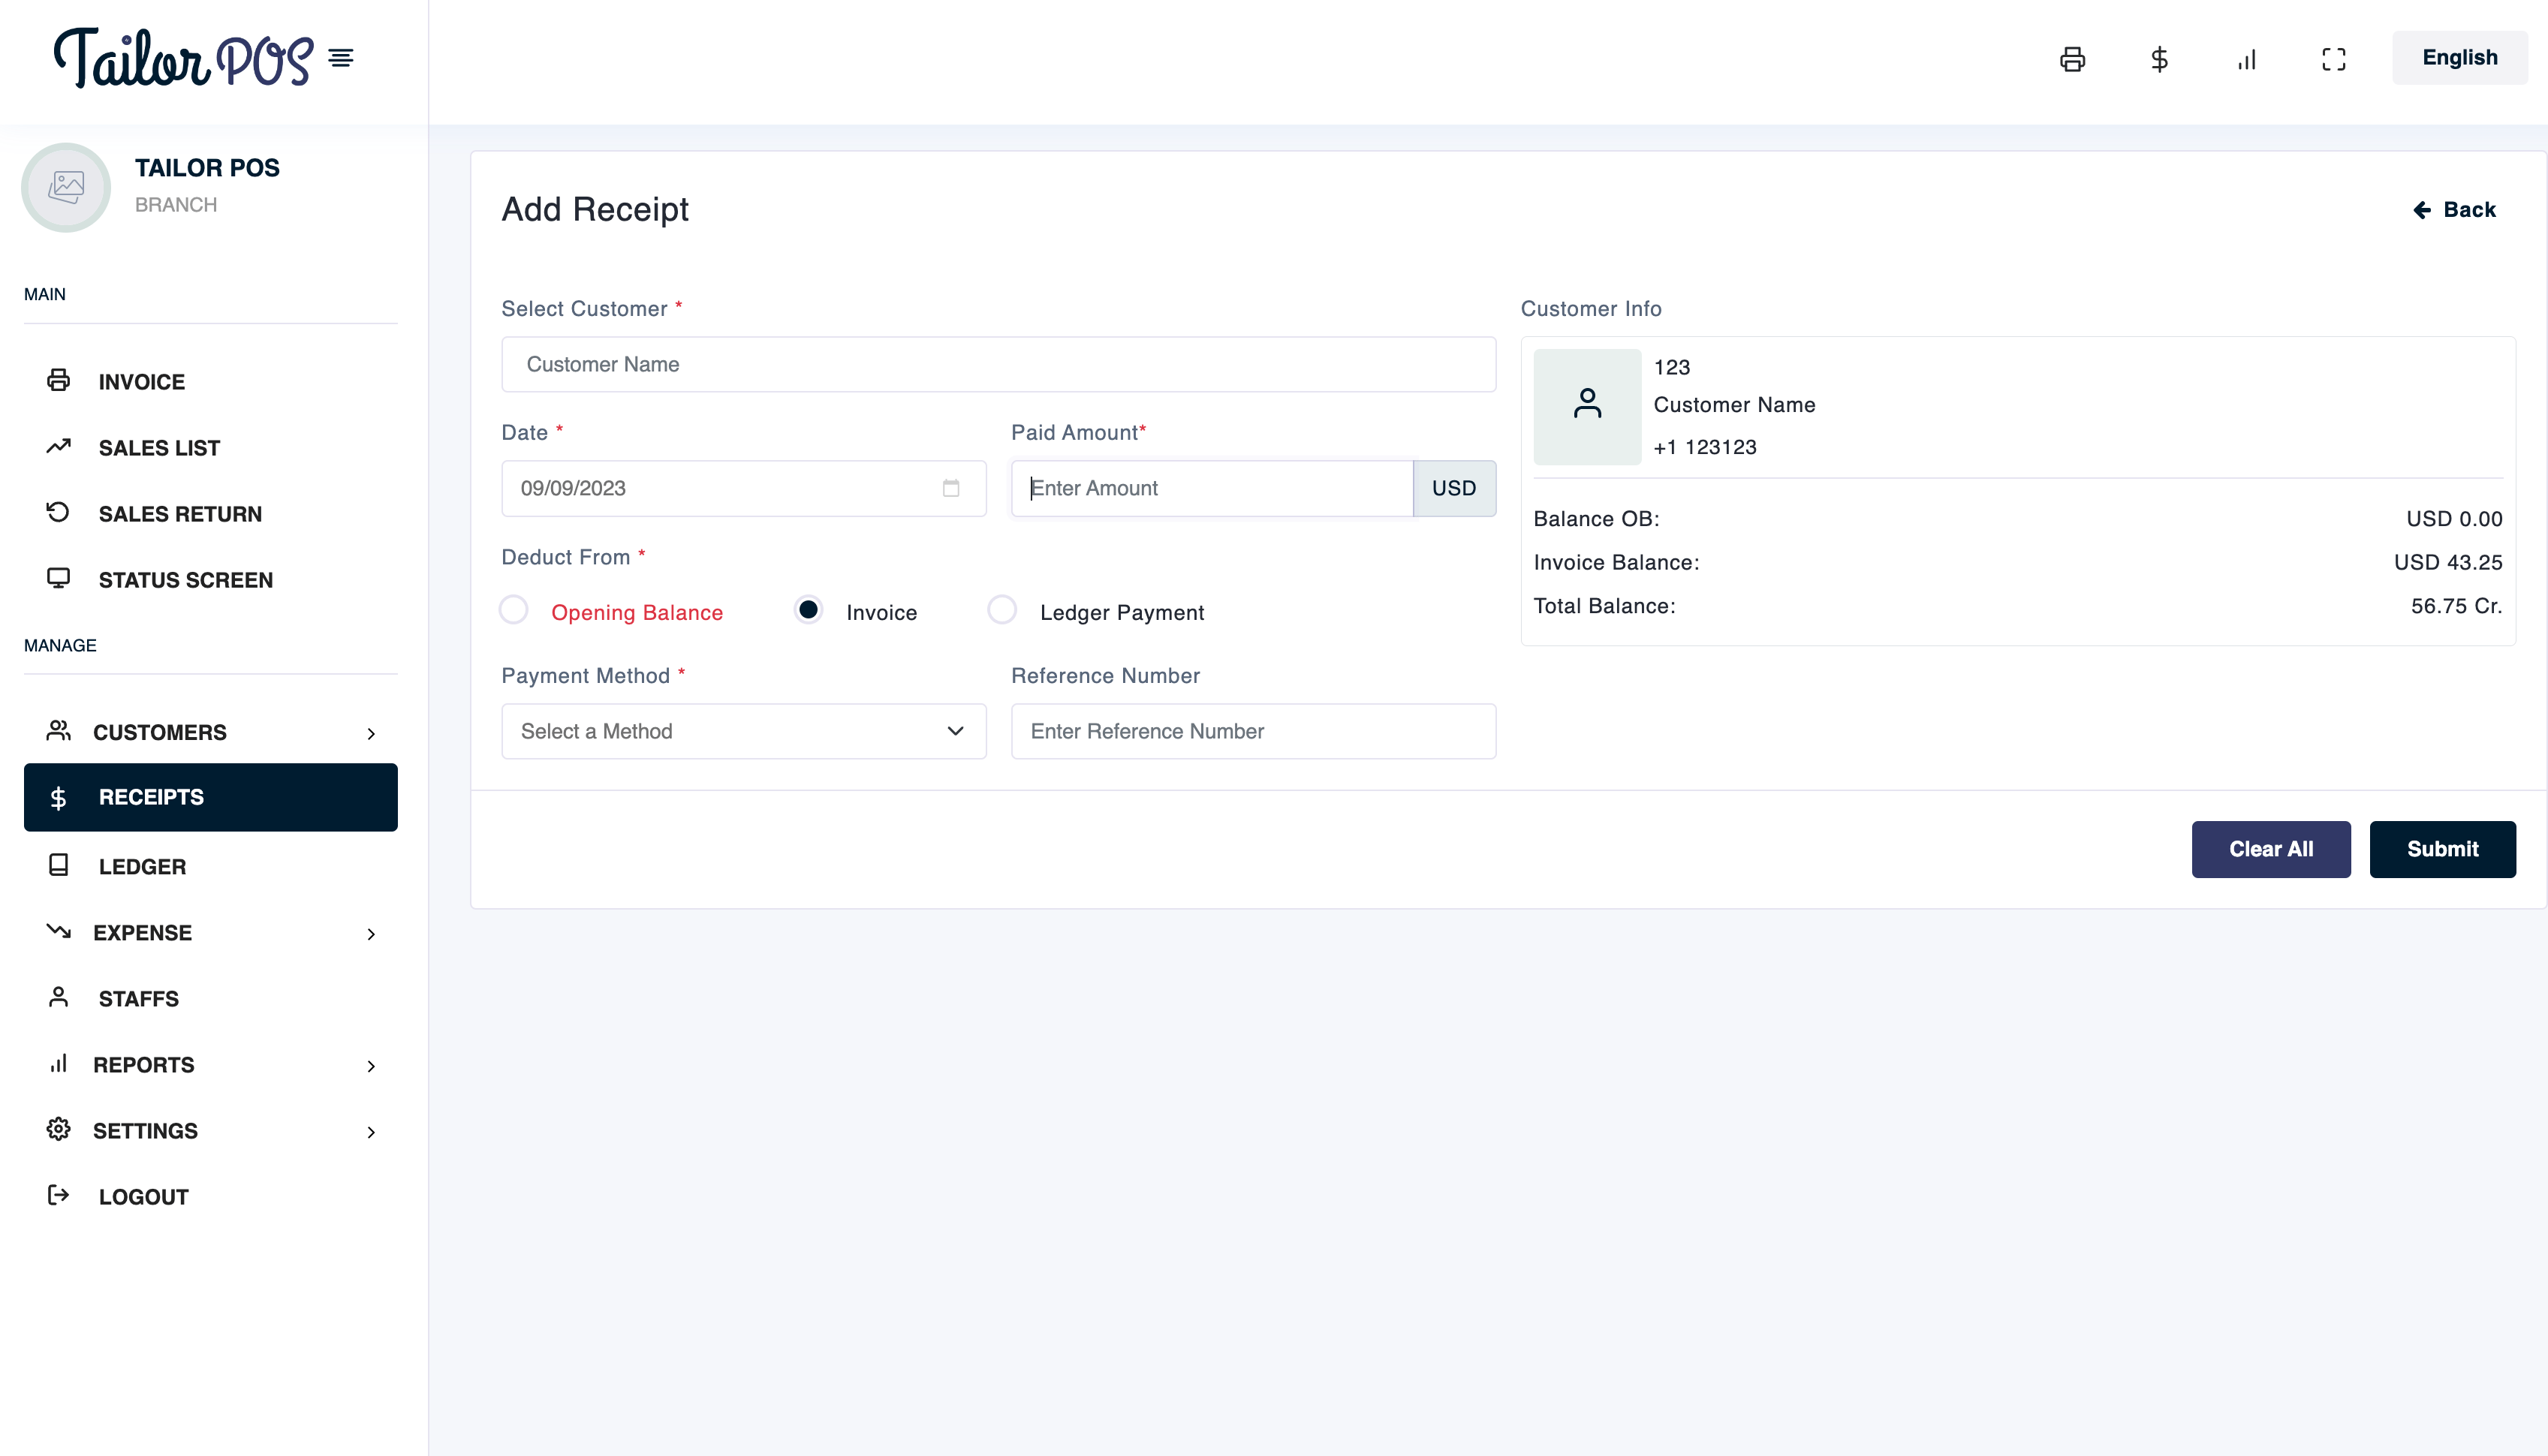 Tailor POS
English
TAILOR POS
BRANCH
MAIN
INVOICE
SALES LIST
SALES RETURN
STATUS SCREEN
MANAGE
CUSTOMERS
RECEIPTS
LEDGER
EXPENSE
STAFFS
REPORTS
SETTINGS
LOGOUT
Add Receipt
Back
Select Customer *
Customer Name
Date *
Paid Amount*
09/09/2023
Enter Amount
USD
Deduct From *
Opening Balance
Invoice
Ledger Payment
Payment Method *
Reference Number
Select a Method
Enter Reference Number
Customer Info
123
Customer Name
+1 123123
Balance OB: USD 0.00
Invoice Balance: USD 43.25
Total Balance: 56.75 Cr.
Clear All
Submit